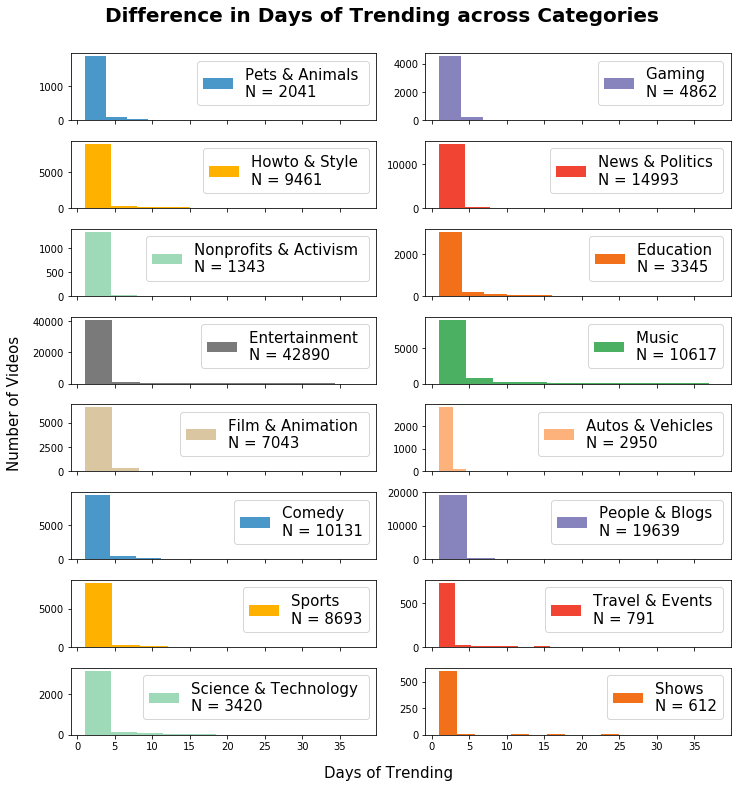 Difference in Days of Trending across Categories
Number of Videos
1000
0
Pets & Animals
N = 2041
4000
2000
0
Gaming
N = 4862
5000
0
Howto & Style
N = 9461
10000
0
News & Politics
N = 14993
1000
500
0
Nonprofits & Activism
N = 1343
2000
0
Education
N = 3345
40000
20000
0
Entertainment
N = 42890
5000
0
Music
N = 10617
5000
2500
0
Film & Animation
N = 7043
2000
1000
0
Autos & Vehicles
N = 2950
5000
0
Comedy
N = 10131
20000
10000
0
People & Blogs
N = 19639
5000
0
Sports
N = 8693
500
0
Travel & Events
N = 791
2000
0
Science & Technology
N = 3420
0 5 10 15 20 25 30 35
500
250
0
Shows
N = 612
0 5 10 15 20 25 30 35
Days of Trending